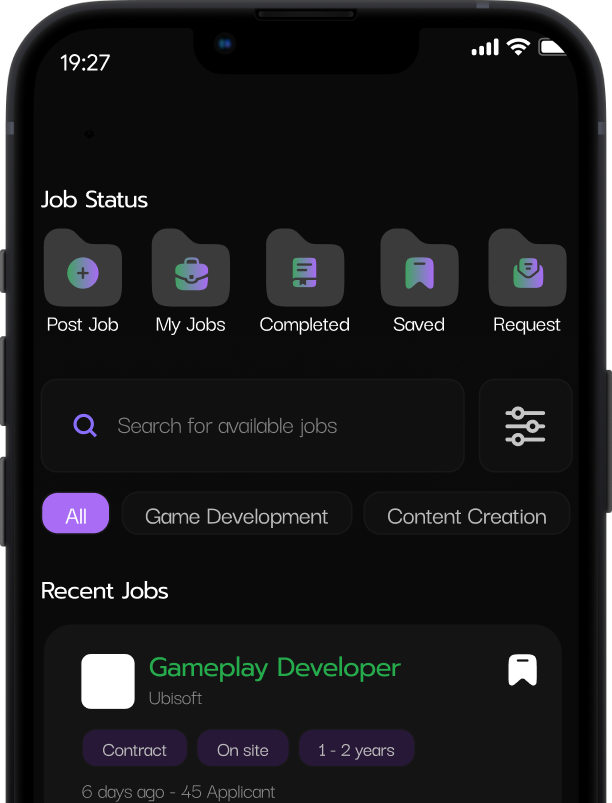 19:27
Job Status
Post Job My Jobs Completed Saved Request
Search for available jobs
All Game Development Content Creation
Recent Jobs
Gameplay Developer
Ubisoft
Contract On site 1 - 2 years
6 days ago - 45 Applicant